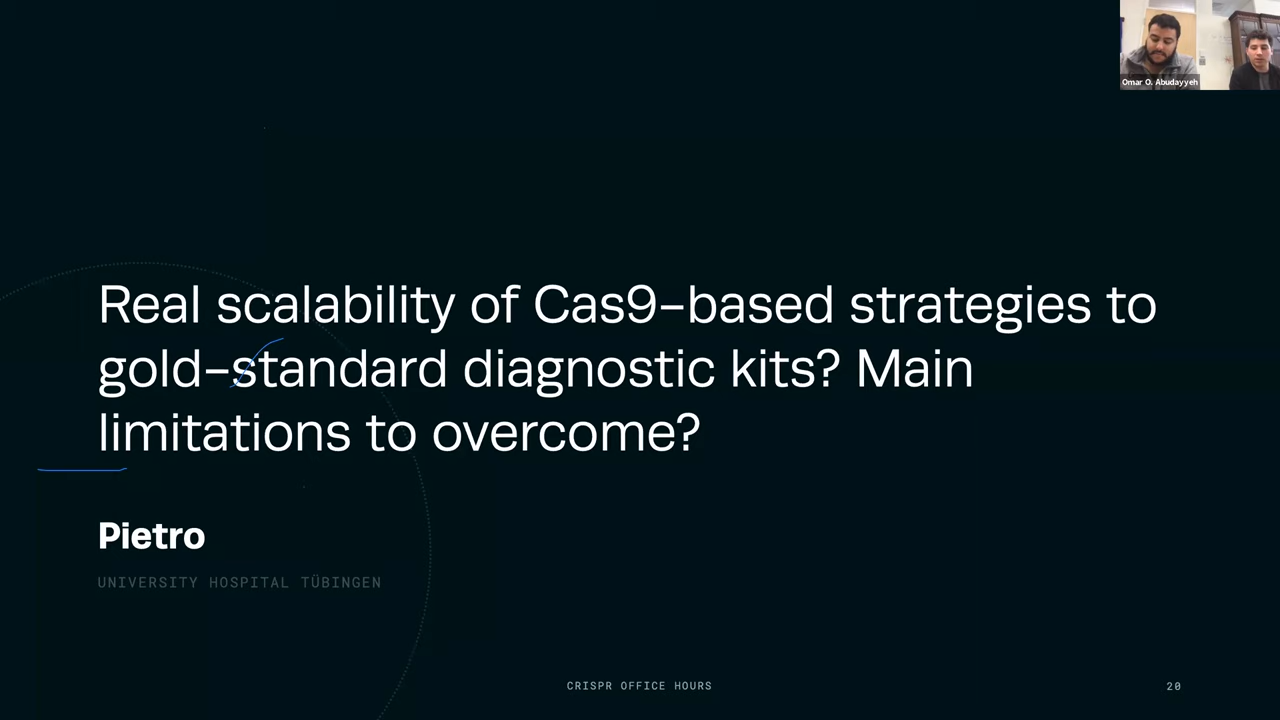 Omar O. Abudayyeh
Real scalability of Cas9-based strategies to
gold-standard diagnostic kits? Main
limitations to overcome?
Pietro
UNIVERSITY HOSPITAL TÜBINGEN
CRISPR OFFICE HOURS
20